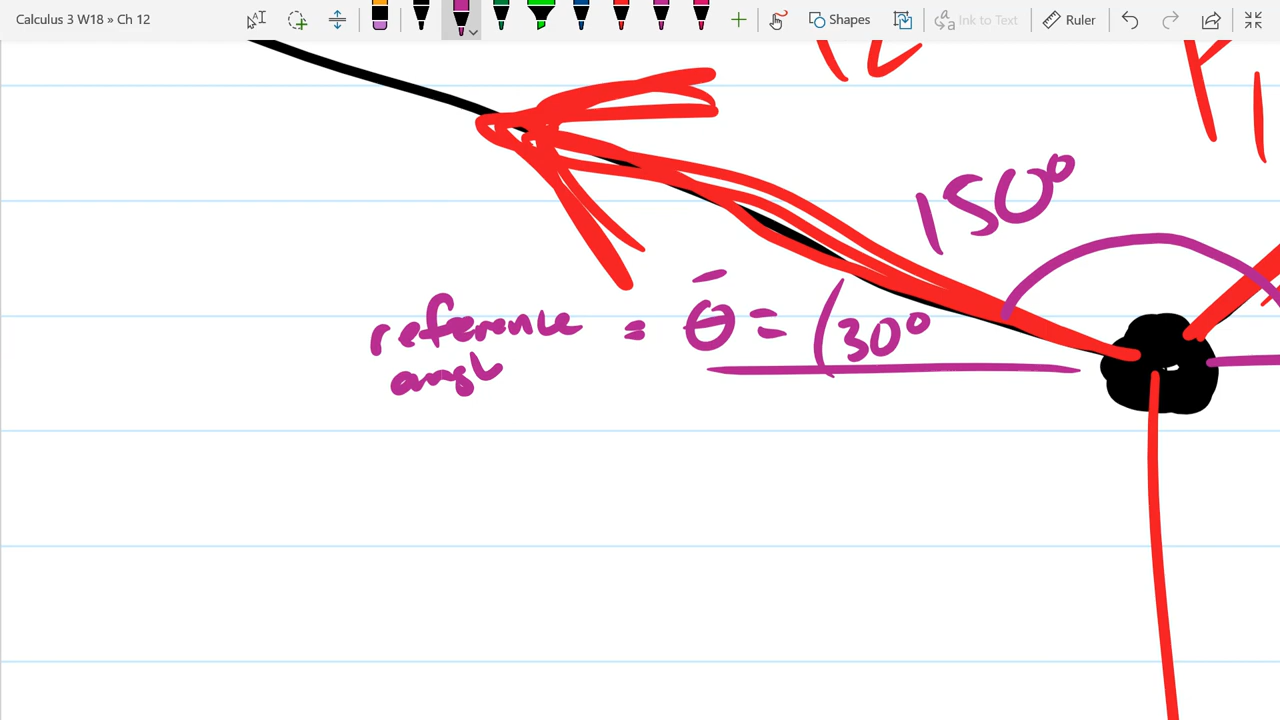 Calculus 3 W18 » Ch 12
Shapes
Ink to Text
Ruler
150°
reference = θ̄ = (30°
angle